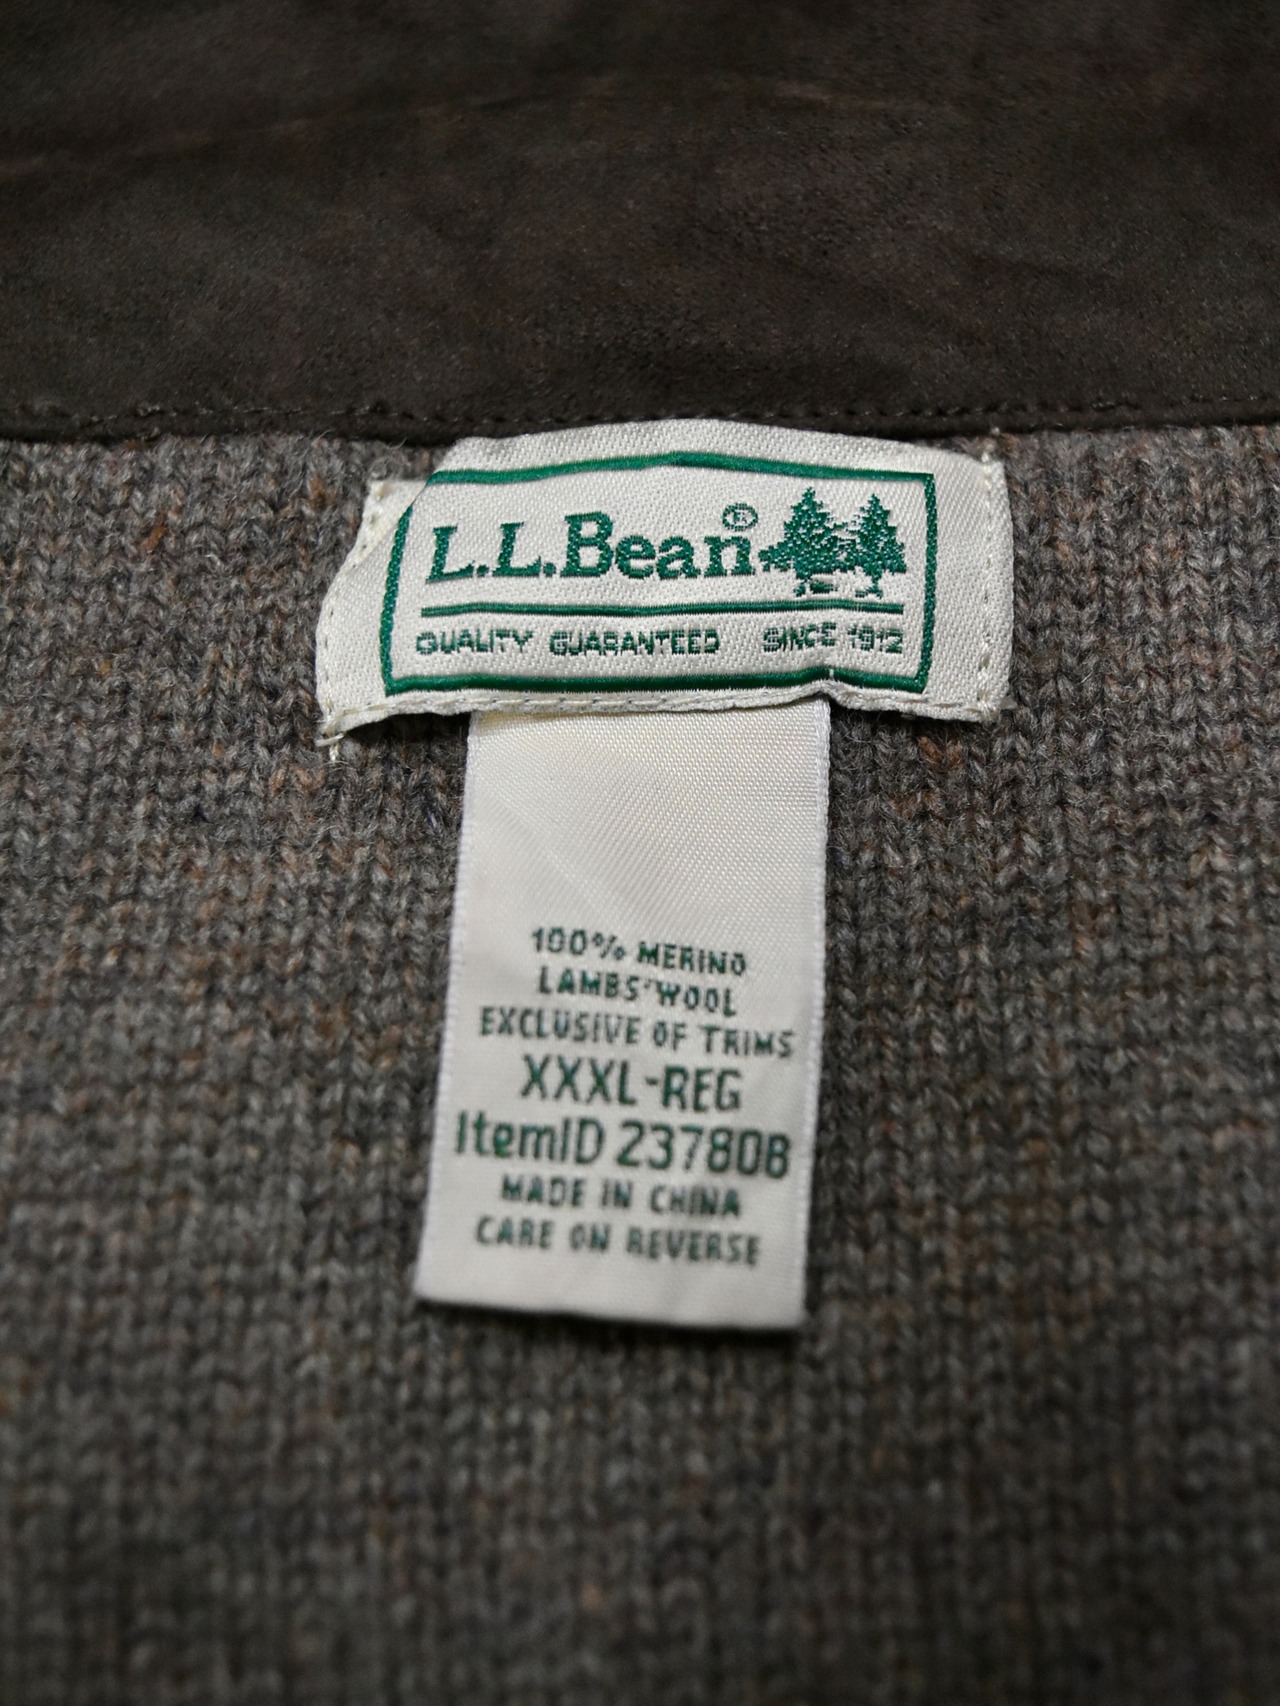 L.L.Bean®
QUALITY GUARANTEED SINCE 1912
100% MERINO
LAMBS' WOOL
EXCLUSIVE OF TRIMS
XXXL-REG
ItemID 237808
MADE IN CHINA
CARE ON REVERSE